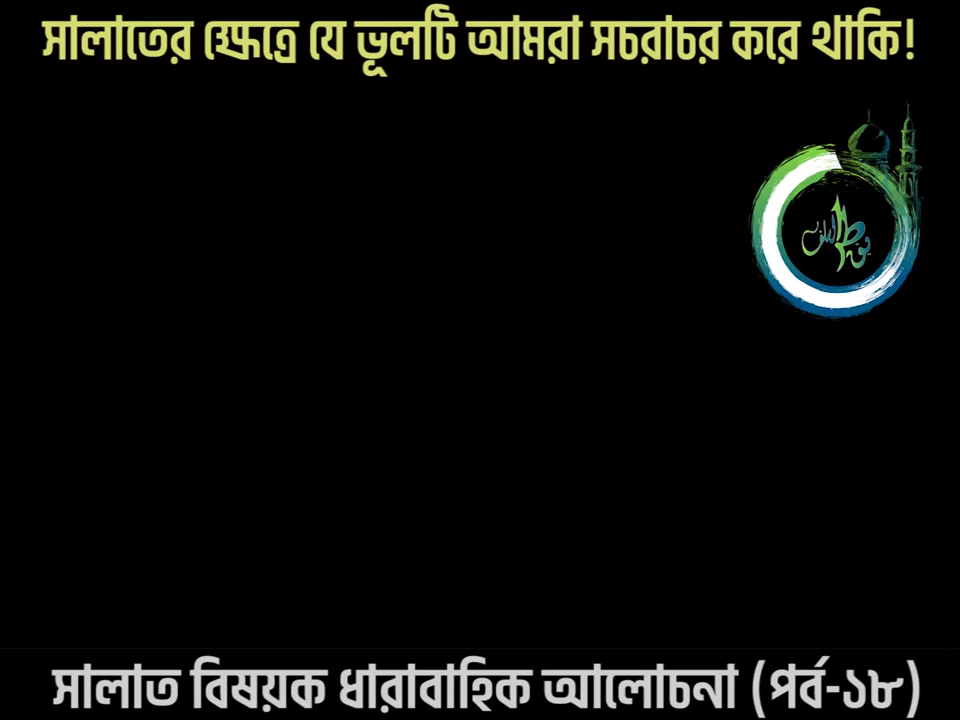 সালাতের ক্ষেত্রে যে ভূলটি আমরা সচরাচর করে থাকি!
সালাত বিষয়ক ধারাবাহিক আলোচনা (পর্ব-১৮)